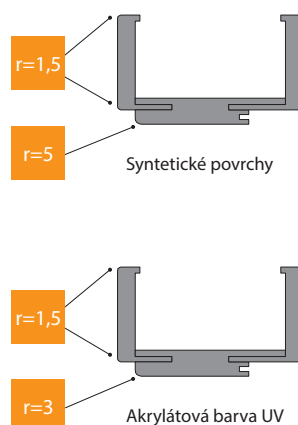 r=1,5
r=5
Syntetické povrchy
r=1,5
r=3
Akrylátová barva UV